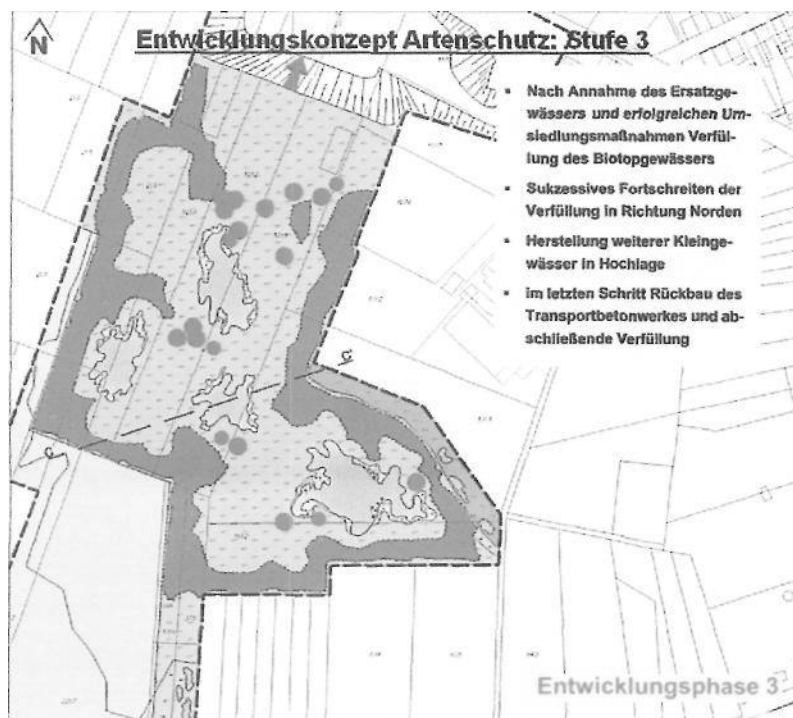 N
Entwicklungskonzept Artenschutz: Stufe 3
▪ Nach Annahme des Ersatzge-
wässers und erfolgreichen Um-
siedlungsmaßnahmen Verfül-
lung des Biotopgewässers
▪ Sukzessives Fortschreiten der
Verfüllung in Richtung Norden
▪ Herstellung weiterer Kleinge-
wässer in Hochlage
▪ im letzten Schritt Rückbau des
Transportbetonwerkes und ab-
schließende Verfüllung
Entwicklungsphase 3